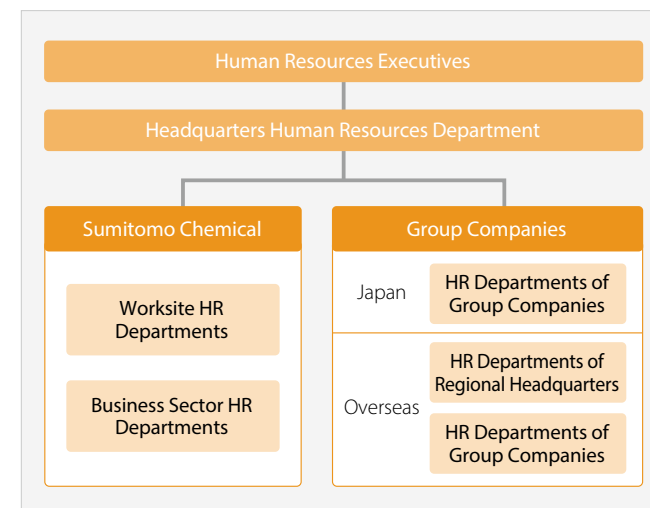 Human Resources Executives
Headquarters Human Resources Department
Sumitomo Chemical
Worksite HR
Departments
Business Sector HR
Departments
Group Companies
Japan
HR Departments of
Group Companies
Overseas
HR Departments of
Regional Headquarters
HR Departments of
Group Companies